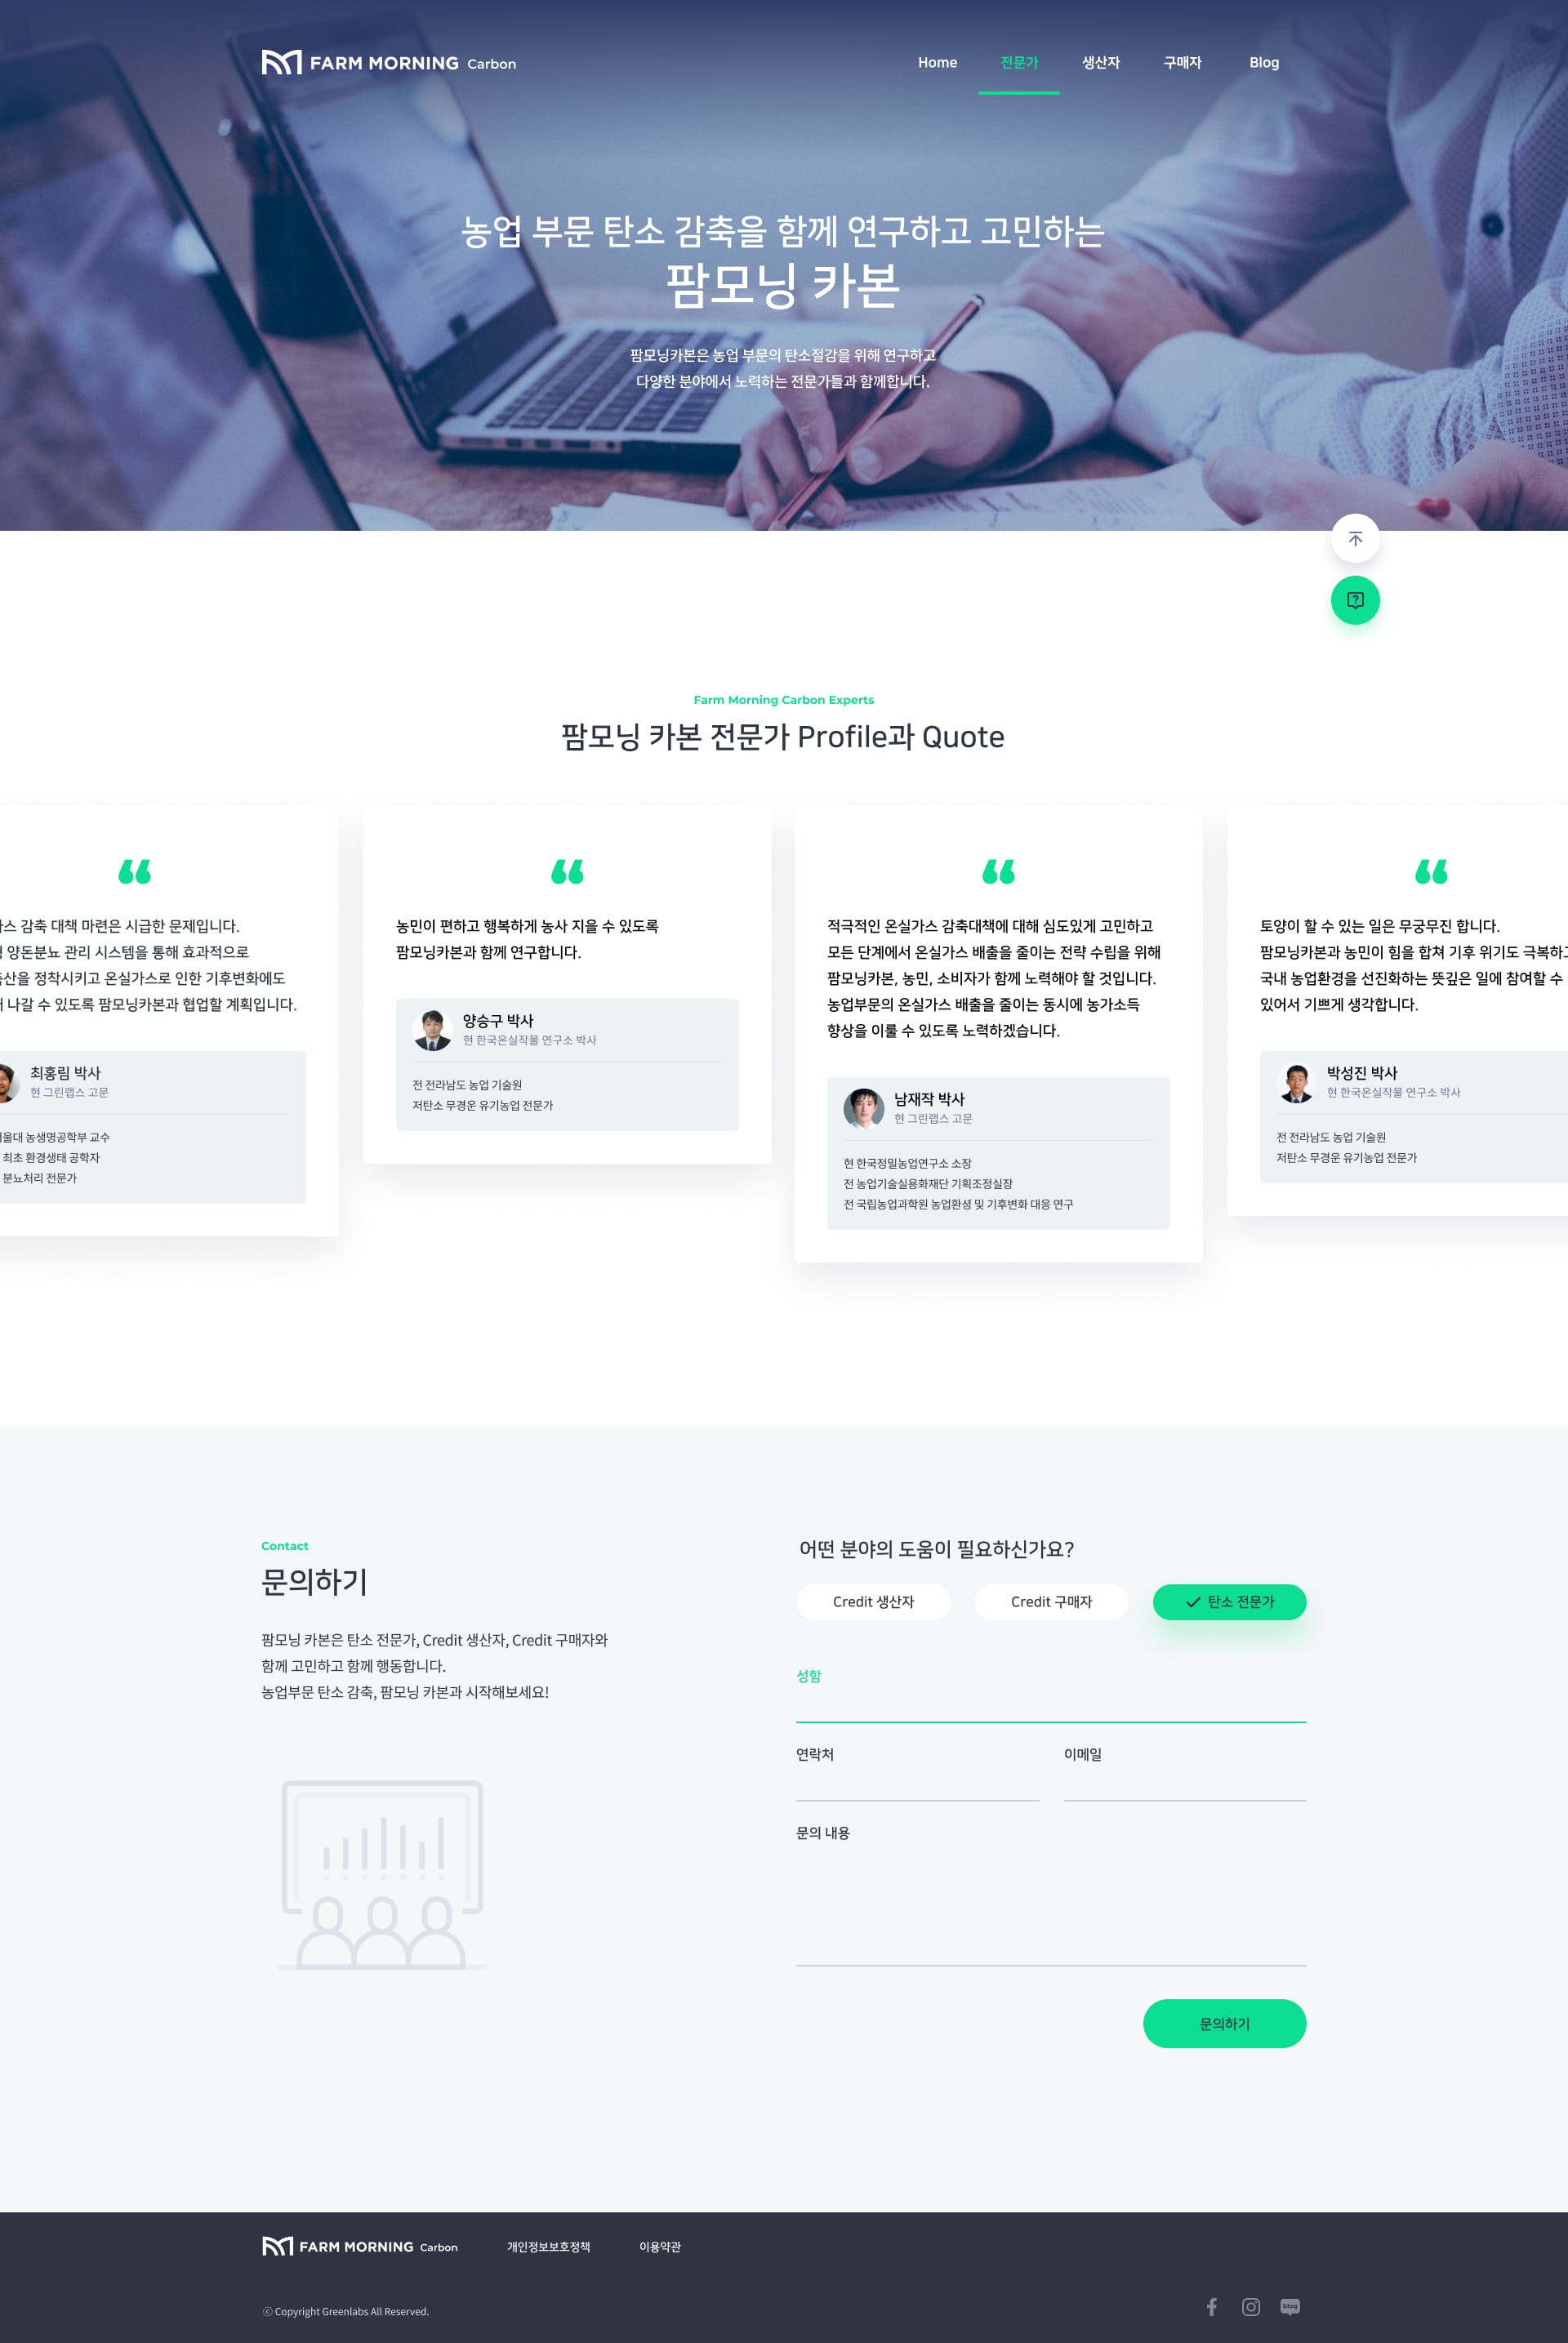 FARM MORNING Carbon
Home
전문가
생산자
구매자
Blog
농업 부문 탄소 감축을 함께 연구하고 고민하는
팜모닝 카본
팜모닝카본은 농업 부문의 탄소절감을 위해 연구하고
다양한 분야에서 노력하는 전문가들과 함께합니다.
Farm Morning Carbon Experts
팜모닝 카본 전문가 Profile과 Quote
감축 대책 마련은 시급한 문제입니다.
양돈분뇨 관리 시스템을 통해 효과적으로
정착시키고 온실가스로 인한 기후변화에도
나갈 수 있도록 팜모닝카본과 협업할 계획입니다.
최홍림 박사
현 그린랩스 고문
농생명공학부 교수
최초 환경생태 공학자
분뇨처리 전문가
농민이 편하고 행복하게 농사 지을 수 있도록
팜모닝카본과 함께 연구합니다.
양승구 박사
현 한국온실작물 연구소 박사
전 전라남도 농업 기술원
저탄소 무경운 유기농업 전문가
적극적인 온실가스 감축대책에 대해 심도있게 고민하고
모든 단계에서 온실가스 배출을 줄이는 전략 수립을 위해
팜모닝카본, 농민, 소비자가 함께 노력해야 할 것입니다.
농업부문의 온실가스 배출을 줄이는 동시에 농가소득
향상을 이룰 수 있도록 노력하겠습니다.
남재작 박사
현 그린랩스 고문
현 한국정밀농업연구소 소장
전 농업기술실용화재단 기획조정실장
전 국립농업과학원 농업환성 및 기후변화 대응 연구
토양이 할 수 있는 일은 무궁무진 합니다.
팜모닝카본과 농민이 힘을 합쳐 기후 위기도 극복하고
국내 농업환경을 선진화하는 뜻깊은 일에 참여할 수
있어서 기쁘게 생각합니다.
박성진 박사
현 한국온실작물 연구소 박사
전 전라남도 농업 기술원
저탄소 무경운 유기농업 전문가
Contact
문의하기
팜모닝 카본은 탄소 전문가, Credit 생산자, Credit 구매자와
함께 고민하고 함께 행동합니다.
농업부문 탄소 감축, 팜모닝 카본과 시작해보세요!
어떤 분야의 도움이 필요하신가요?
Credit 생산자
Credit 구매자
탄소 전문가
성함
연락처
이메일
문의 내용
문의하기
FARM MORNING Carbon
개인정보보호정책
이용약관
ⓒ Copyright Greenlabs All Reserved.
blog